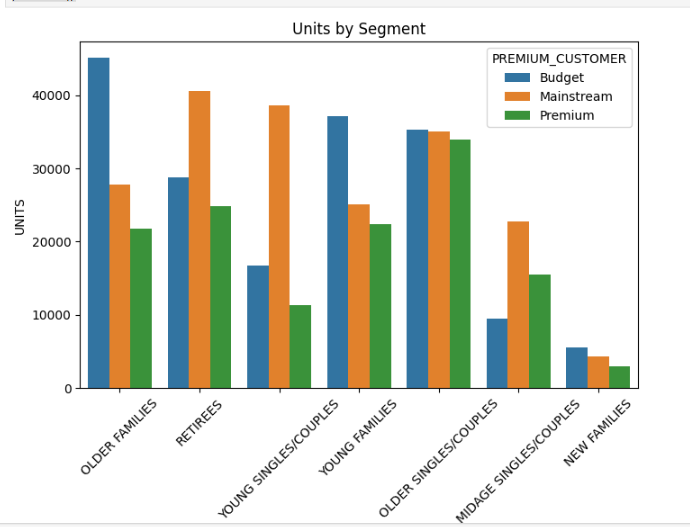 Units by Segment
PREMIUM_CUSTOMER
Budget
Mainstream
Premium
UNITS
40000
30000
20000
10000
0
OLDER FAMILIES
RETIREES
YOUNG SINGLES/COUPLES
YOUNG FAMILIES
OLDER SINGLES/COUPLES
MIDAGE SINGLES/COUPLES
NEW FAMILIES